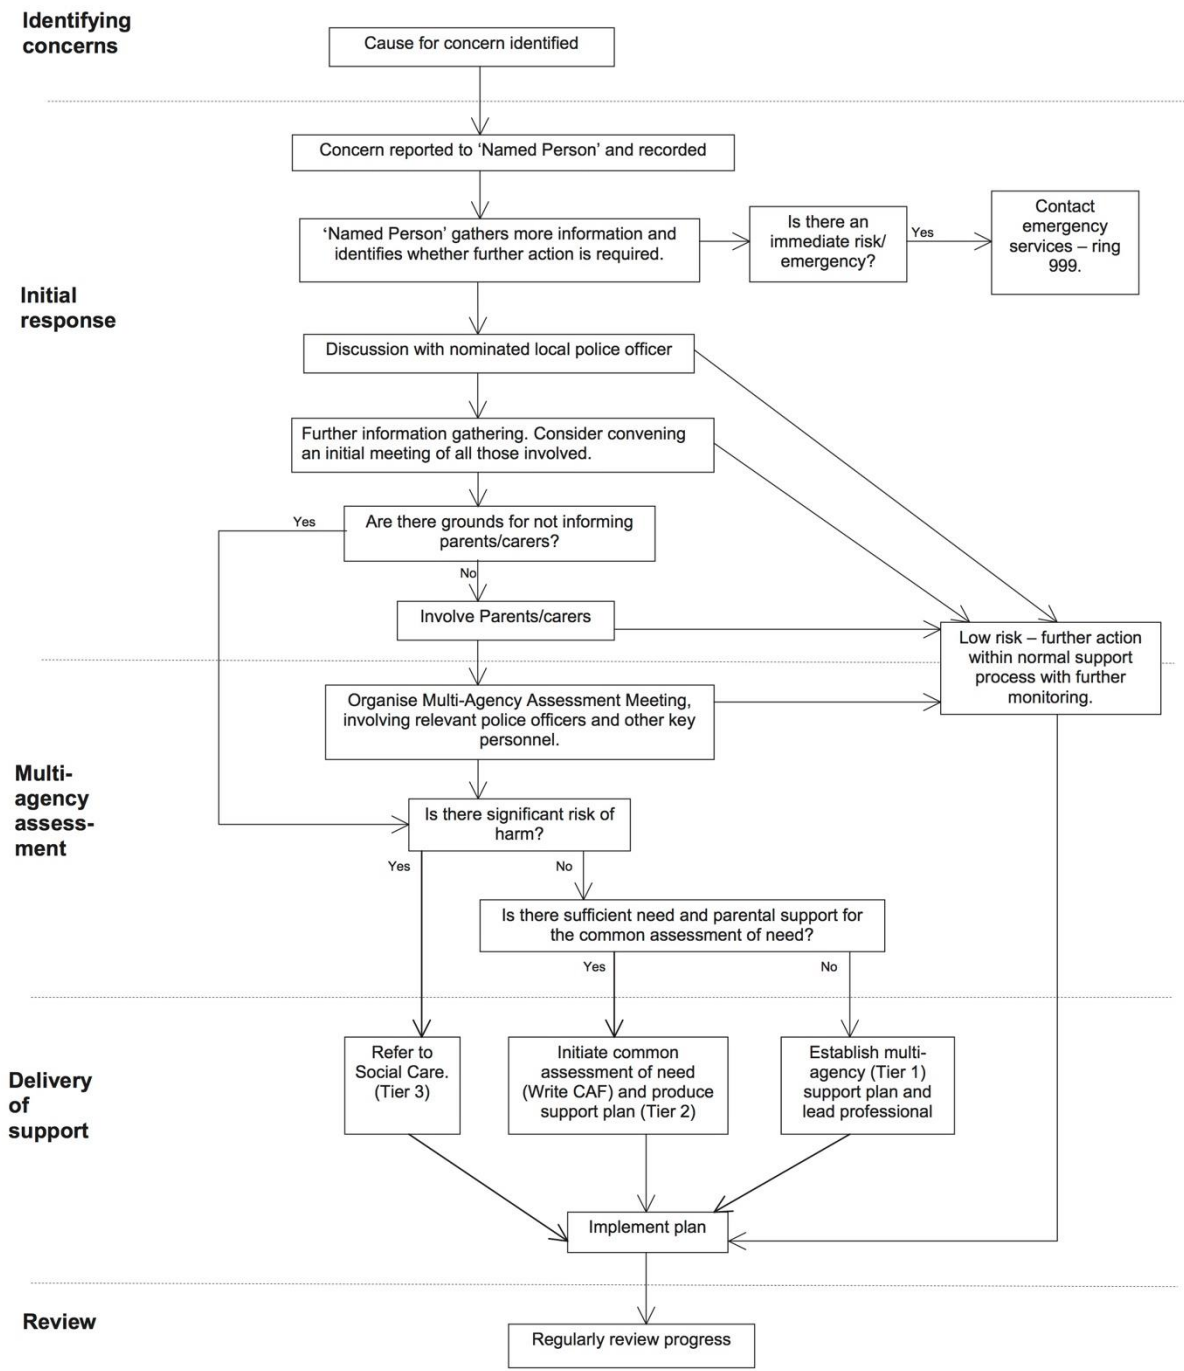 Identifying
concerns
Cause for concern identified
Concern reported to ‘Named Person’ and recorded
‘Named Person’ gathers more information and
identifies whether further action is required.
Is there an
immediate risk/
emergency?
Yes
Contact
emergency
services – ring
999.
Initial
response
Discussion with nominated local police officer
Further information gathering. Consider convening
an initial meeting of all those involved.
Yes
Are there grounds for not informing
parents/carers?
No
Involve Parents/carers
Low risk – further action
within normal support
process with further
monitoring.
Organise Multi-Agency Assessment Meeting,
involving relevant police officers and other key
personnel.
Multi-
agency
assess-
ment
Is there significant risk of
harm?
Yes
No
Is there sufficient need and parental support for
the common assessment of need?
Yes
No
Delivery
of
support
Refer to
Social Care.
(Tier 3)
Initiate common
assessment of need
(Write CAF) and produce
support plan (Tier 2)
Establish multi-
agency (Tier 1)
support plan and
lead professional
Implement plan
Review
Regularly review progress